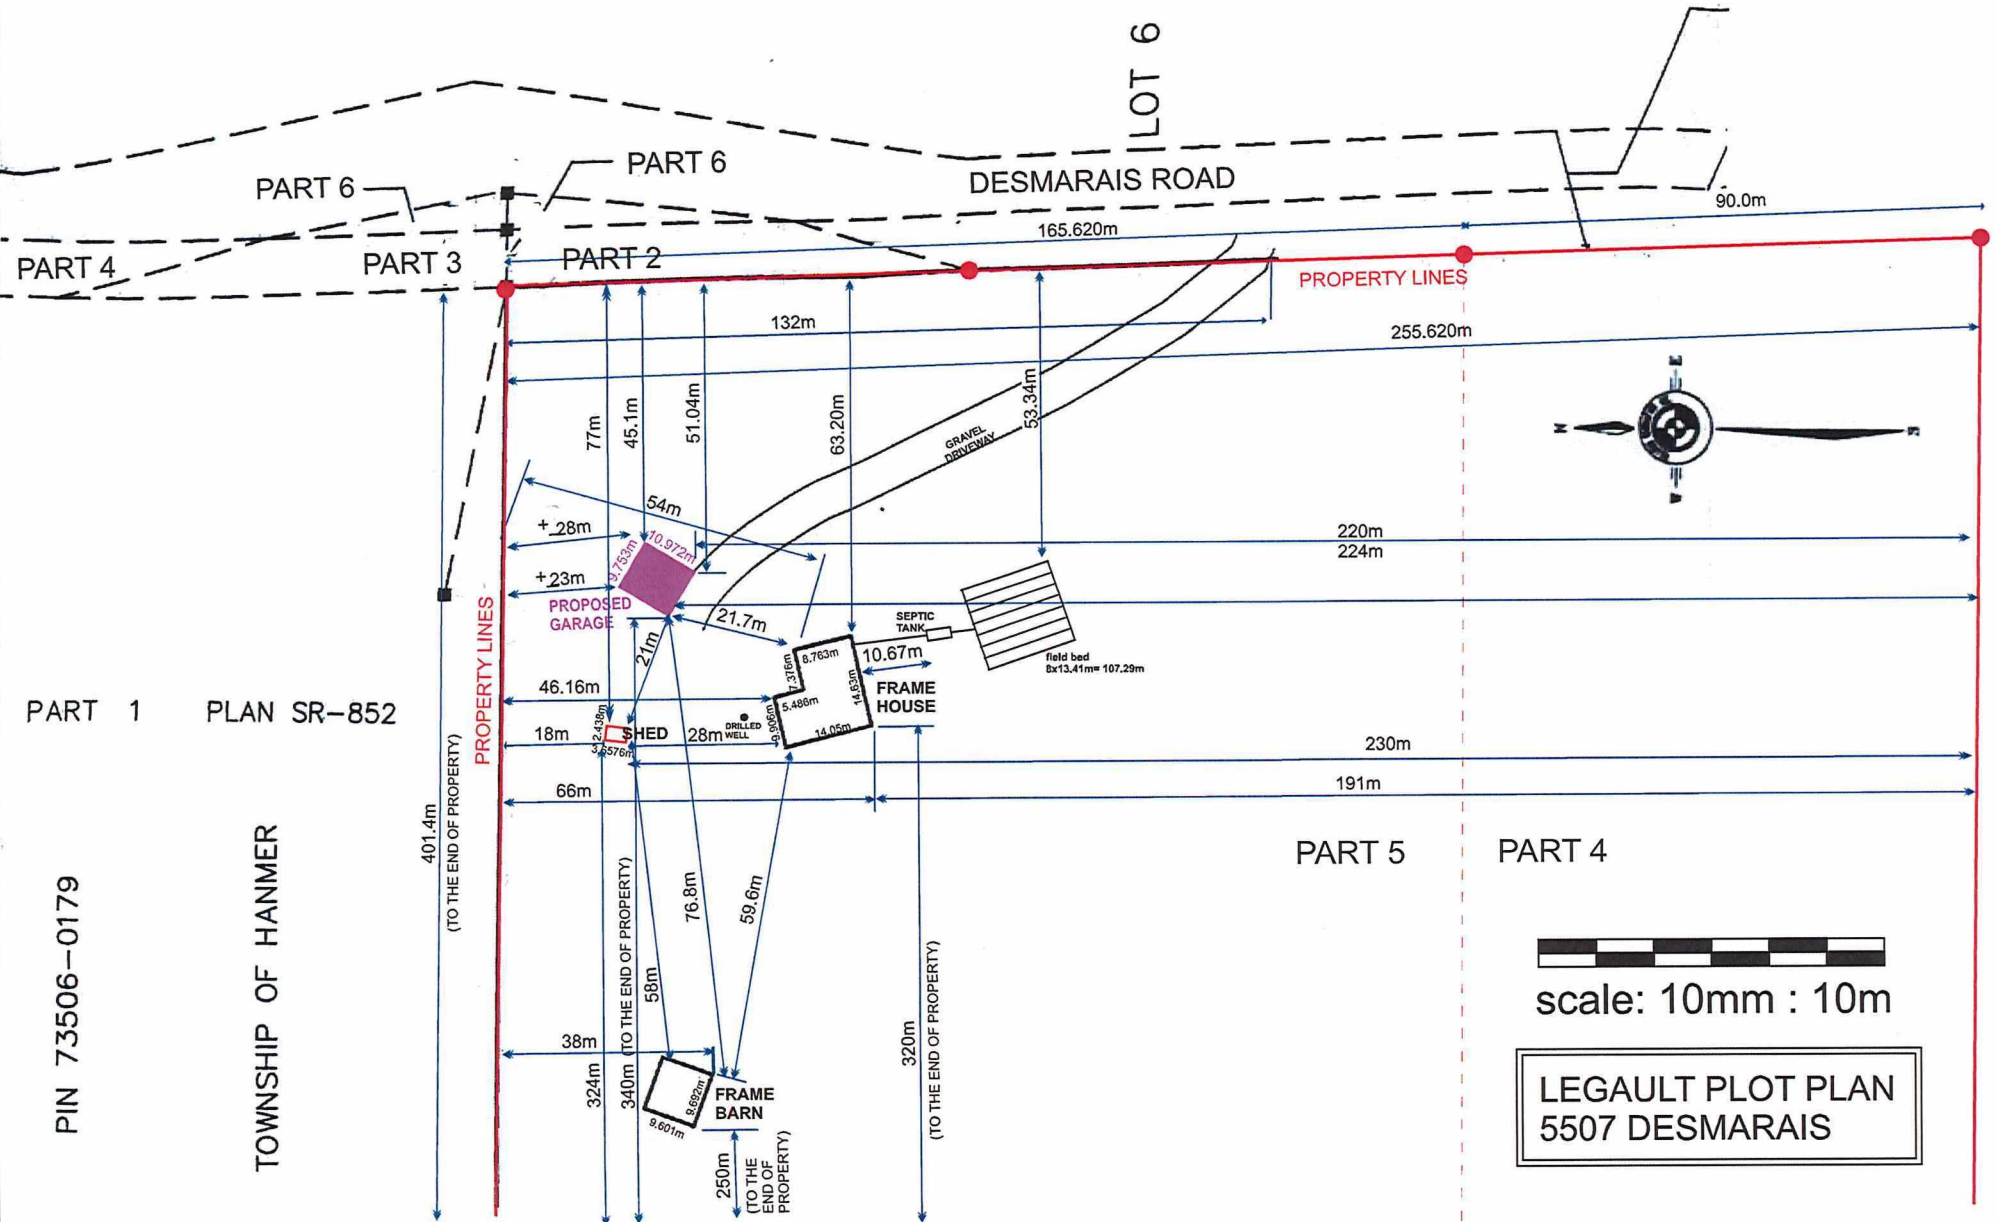 LOT 6
PART 6
PART 6
DESMARAIS ROAD
90.0m
165.620m
PART 4
PART 3
PART 2
PROPERTY LINES
132m
255.620m
77m
45.1m
51.04m
63.20m
53.34m
GRAVEL
DRIVEWAY
54m
+ 28m
10.972m
9.753m
220m
224m
+ 23m
PROPOSED
GARAGE
21.7m
SEPTIC
TANK
21m
8.763m
10.67m
field bed
8x13.41m= 107.29m
7.376m
46.16m
5.486m
14.63m
FRAME
HOUSE
PROPERTY LINES
PART 1 PLAN SR-852
2.438m
SHED
18m
28m
DRILLED
WELL
9.906m
14.05m
3.6576m
230m
66m
191m
401.4m
(TO THE END OF PROPERTY)
PART 5
PART 4
PIN 73506-0179
TOWNSHIP OF HANMER
76.8m
59.6m
58m
38m
324m
340m (TO THE END OF PROPERTY)
320m
(TO THE END OF PROPERTY)
9.692m
9.601m
FRAME
BARN
250m
(TO THE
END OF
PROPERTY)
scale: 10mm : 10m
LEGAULT PLOT PLAN
5507 DESMARAIS